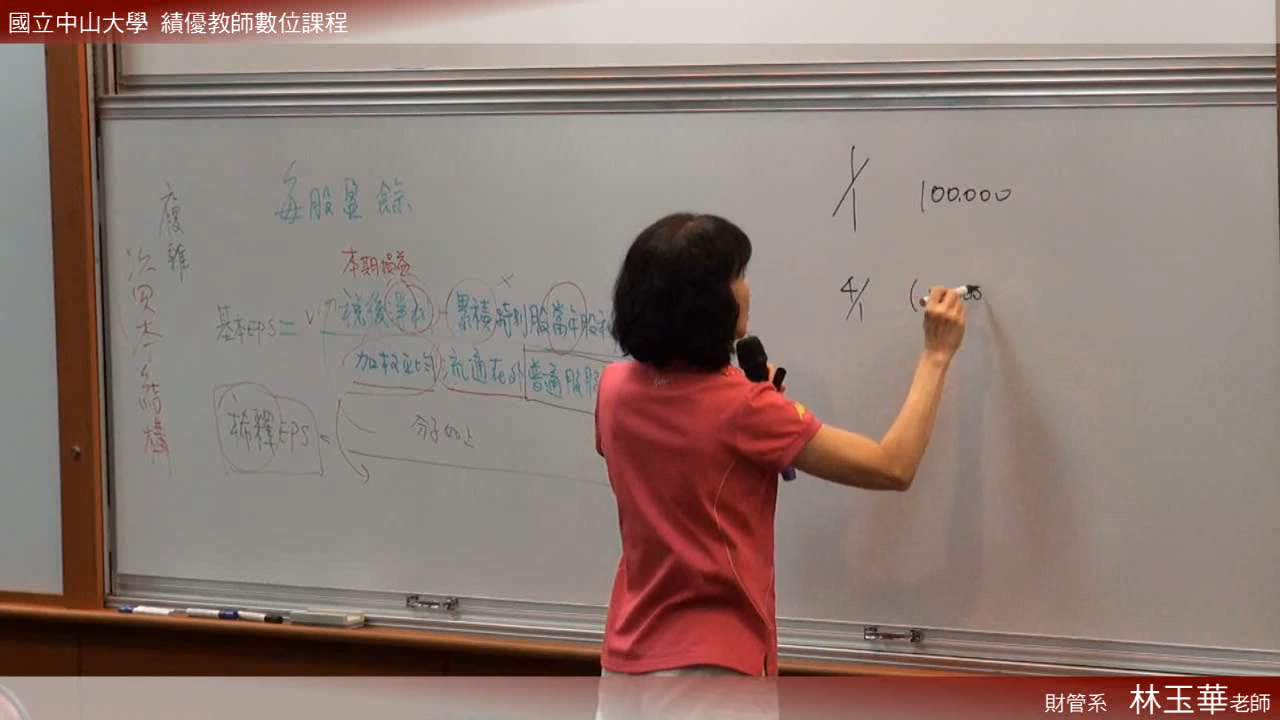 國立中山大學 績優教師數位課程
每股盈餘
複雜
資本結構
本期損益
基本EPS = 稅後淨利 - 累積特別股當年股利
加權平均流通在外普通股股
稀釋EPS =
分子如上
1/1 100.000
4/1 (
財管系 林玉華老師